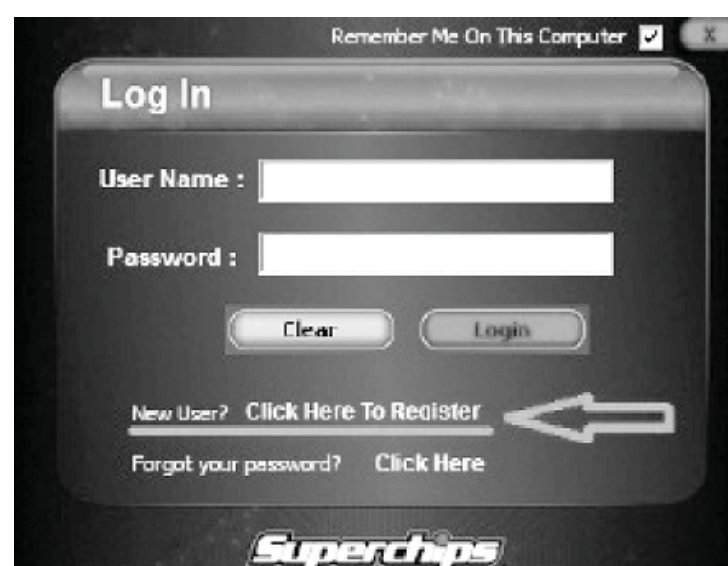 Remember Me On This Computer X
Log In
User Name :
Password :
Clear Login
New User? Click Here To Register
Forgot your password? Click Here
Superchips